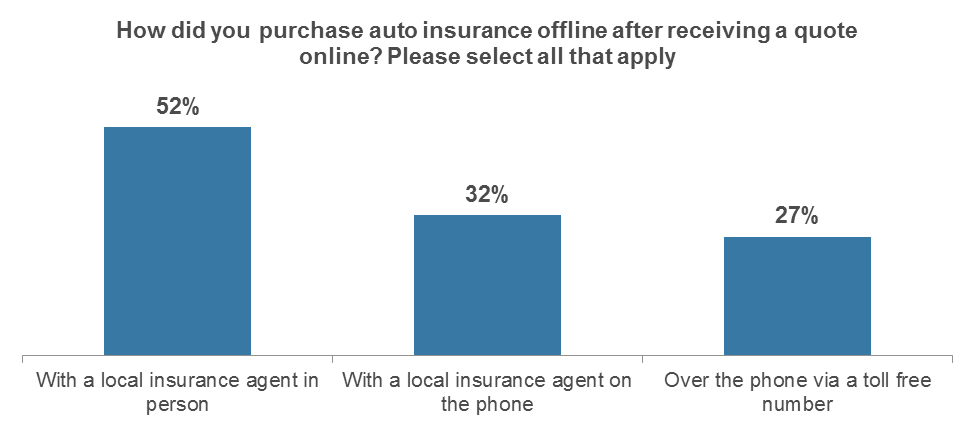 How did you purchase auto insurance offline after receiving a quote
online? Please select all that apply
52%
32%
27%
With a local insurance agent in
person
With a local insurance agent on
the phone
Over the phone via a toll free
number